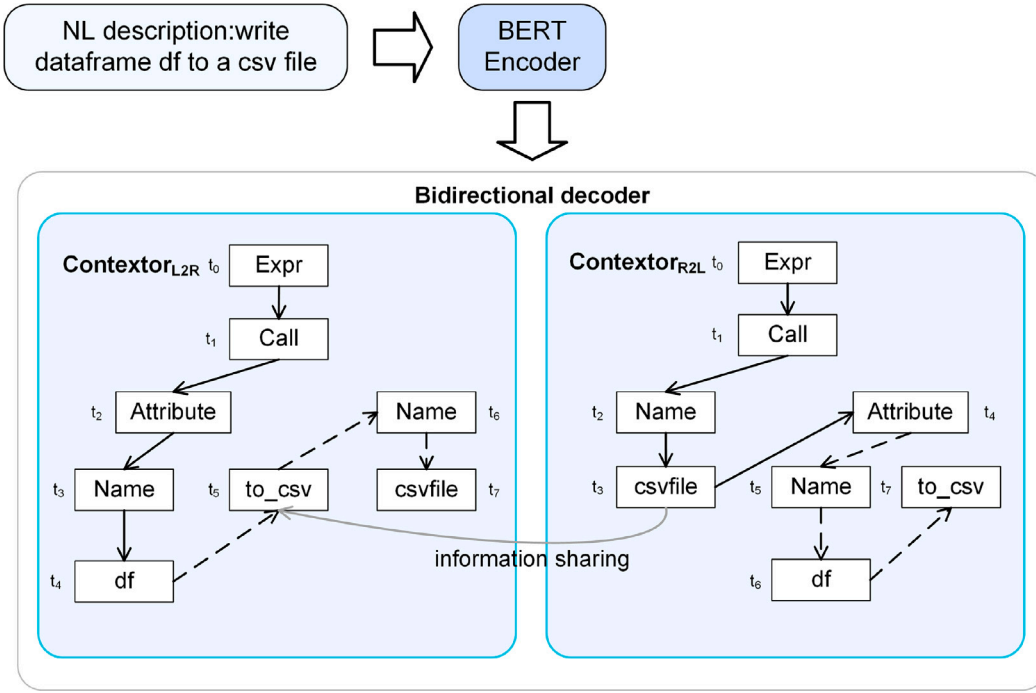 NL description:write
dataframe df to a csv file
BERT
Encoder
Bidirectional decoder
ContextorL2R t0 Expr
t1 Call
t2 Attribute
Name t6
t3 Name
t5 to_csv
csvfile t7
t4 df
ContextorR2L t0 Expr
t1 Call
t2 Name
Attribute t4
t3 csvfile
t5 Name
t7 to_csv
t6 df
information sharing